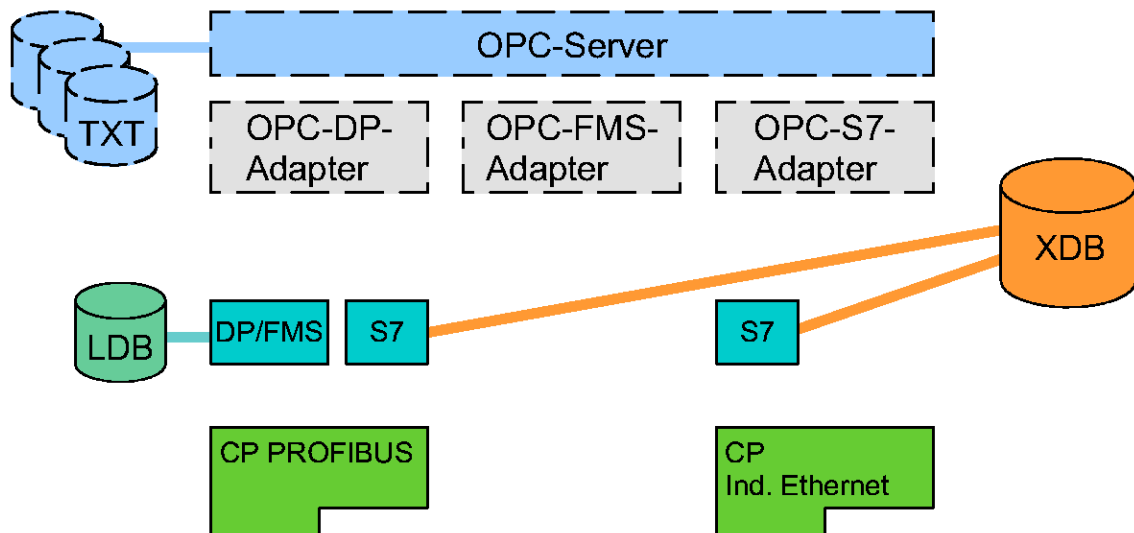 OPC-Server
TXT
OPC-DP-
Adapter
OPC-FMS-
Adapter
OPC-S7-
Adapter
XDB
LDB
DP/FMS
S7
S7
CP PROFIBUS
CP
Ind. Ethernet